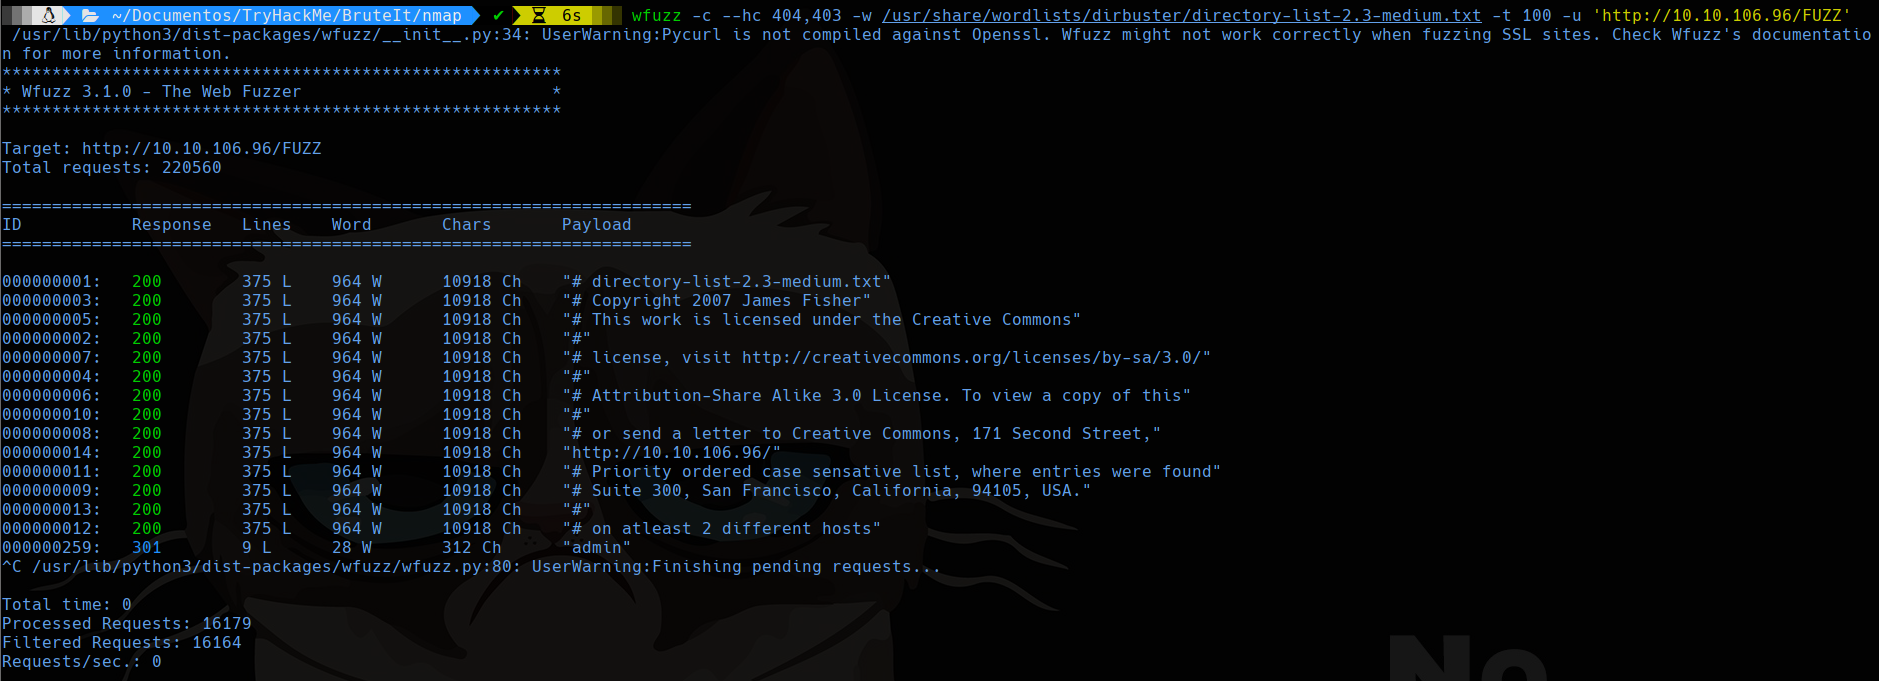 ~/Documentos/TryHackMe/BruteIt/nmap ✔ 6s wfuzz -c --hc 404,403 -w /usr/share/wordlists/dirbuster/directory-list-2.3-medium.txt -t 100 -u 'http://10.10.106.96/FUZZ'
/usr/lib/python3/dist-packages/wfuzz/__init__.py:34: UserWarning:Pycurl is not compiled against Openssl. Wfuzz might not work correctly when fuzzing SSL sites. Check Wfuzz's documentatio
n for more information.
********************************************************
* Wfuzz 3.1.0 - The Web Fuzzer                         *
********************************************************
Target: http://10.10.106.96/FUZZ
Total requests: 220560
=====================================================================
ID           Response   Lines    Word       Chars       Payload
=====================================================================
000000001:   200        375 L    964 W      10918 Ch    "# directory-list-2.3-medium.txt"
000000003:   200        375 L    964 W      10918 Ch    "# Copyright 2007 James Fisher"
000000005:   200        375 L    964 W      10918 Ch    "# This work is licensed under the Creative Commons"
000000002:   200        375 L    964 W      10918 Ch    "#"
000000007:   200        375 L    964 W      10918 Ch    "# license, visit http://creativecommons.org/licenses/by-sa/3.0/"
000000004:   200        375 L    964 W      10918 Ch    "#"
000000006:   200        375 L    964 W      10918 Ch    "# Attribution-Share Alike 3.0 License. To view a copy of this"
000000010:   200        375 L    964 W      10918 Ch    "#"
000000008:   200        375 L    964 W      10918 Ch    "# or send a letter to Creative Commons, 171 Second Street,"
000000014:   200        375 L    964 W      10918 Ch    "http://10.10.106.96/"
000000011:   200        375 L    964 W      10918 Ch    "# Priority ordered case sensative list, where entries were found"
000000009:   200        375 L    964 W      10918 Ch    "# Suite 300, San Francisco, California, 94105, USA."
000000013:   200        375 L    964 W      10918 Ch    "#"
000000012:   200        375 L    964 W      10918 Ch    "# on atleast 2 different hosts"
000000259:   301        9 L      28 W       312 Ch      "admin"
^C /usr/lib/python3/dist-packages/wfuzz/wfuzz.py:80: UserWarning:Finishing pending requests...
Total time: 0
Processed Requests: 16179
Filtered Requests: 16164
Requests/sec.: 0
No